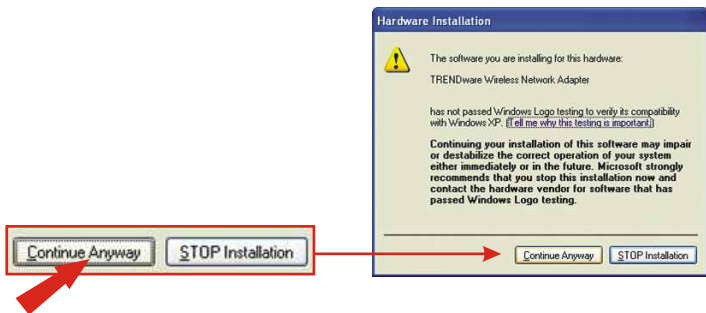 Hardware Installation
The software you are installing for this hardware:
TRENDware Wireless Network Adapter
has not passed Windows Logo testing to verify its compatibility
with Windows XP. (Tell me why this testing is important.)
Continuing your installation of this software may impair
or destabilize the correct operation of your system
either immediately or in the future. Microsoft strongly
recommends that you stop this installation now and
contact the hardware vendor for software that has
passed Windows Logo testing.
Continue Anyway STOP Installation
Continue Anyway STOP Installation